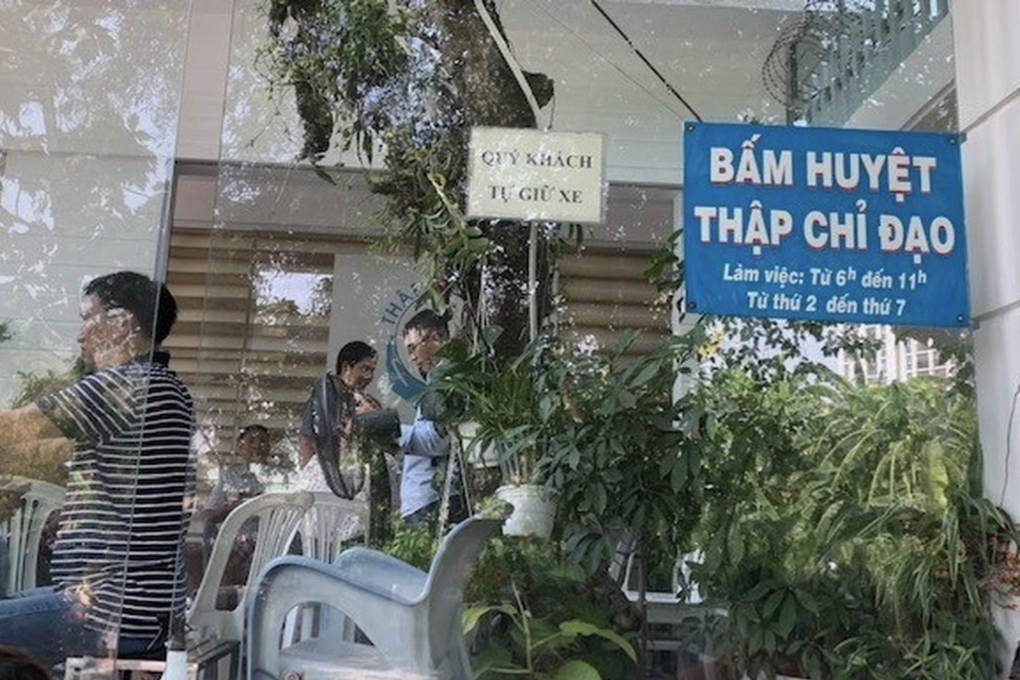 QUÝ KHÁCH
TỰ GIỮ XE
BẤM HUYỆT
THẬP CHỈ ĐẠO
Làm việc: Từ 6h đến 11h
Từ thứ 2 đến thứ 7